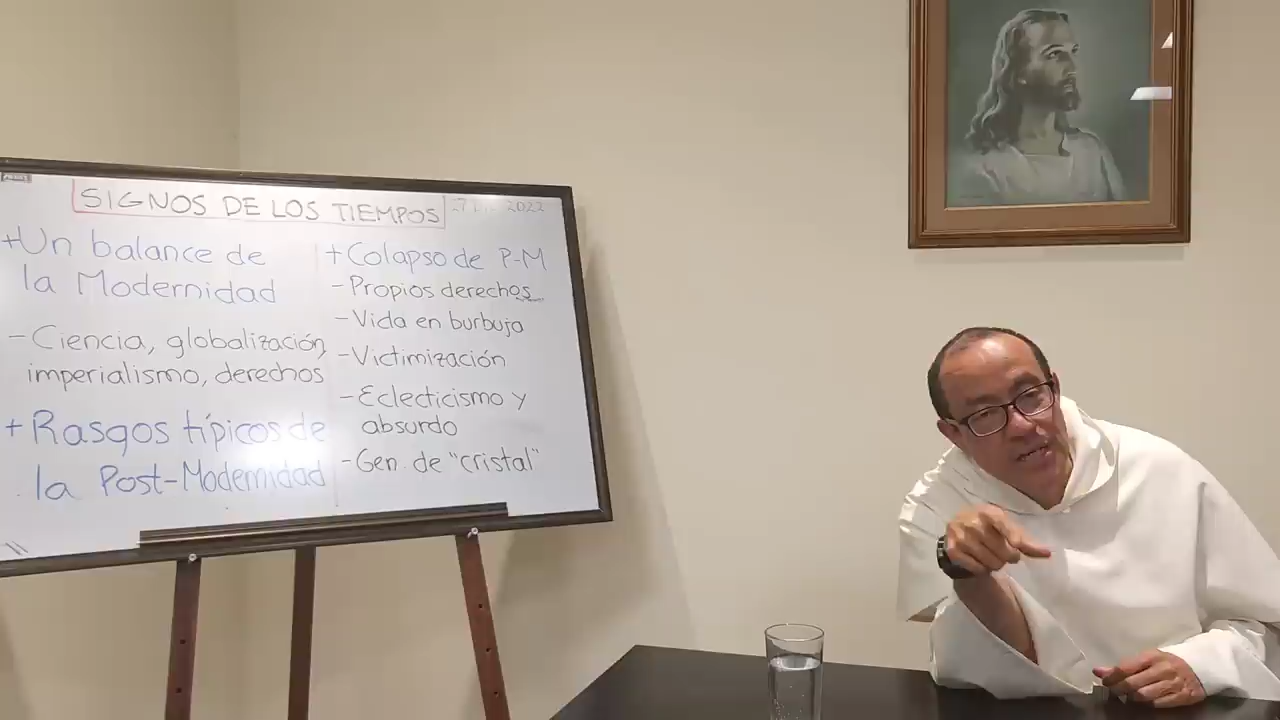 SIGNOS DE LOS TIEMPOS
2022
+Un balance de
la Modernidad
- Ciencia, globalización,
imperialismo, derechos
+ Rasgos típicos de
la Post-Modernidad
+ Colapso de P-M
- Propios derechos
- Vida en burbuja
- Victimización
- Eclecticismo y
absurdo
- Gen. de "cristal"